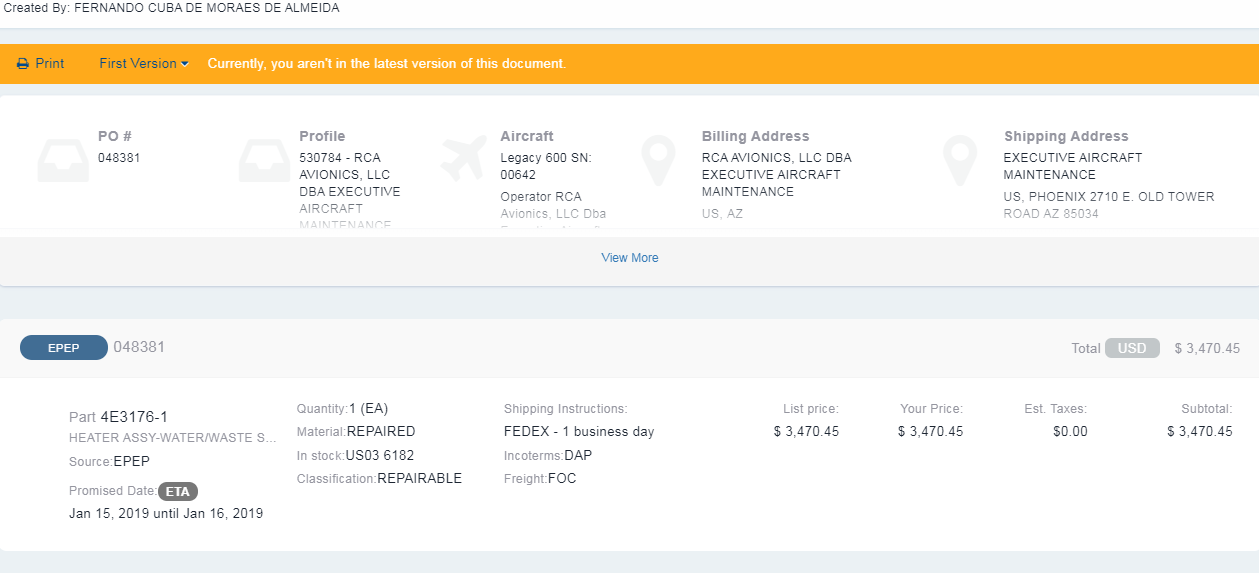 Created By: FERNANDO CUBA DE MORAES DE ALMEIDA
Print First Version Currently, you aren't in the latest version of this document.
PO #
048381
Profile
530784 - RCA
AVIONICS, LLC
DBA EXECUTIVE
AIRCRAFT
MAINTENANCE
Aircraft
Legacy 600 SN:
00642
Operator RCA
Avionics, LLC Dba
Billing Address
RCA AVIONICS, LLC DBA
EXECUTIVE AIRCRAFT
MAINTENANCE
US, AZ
Shipping Address
EXECUTIVE AIRCRAFT
MAINTENANCE
US, PHOENIX 2710 E. OLD TOWER
ROAD AZ 85034
View More
EPEP 048381
Total USD $ 3,470.45
Part 4E3176-1
HEATER ASSY-WATER/WASTE S...
Source:EPEP
Promised Date: ETA
Jan 15, 2019 until Jan 16, 2019
Quantity:1 (EA)
Material:REPAIRED
In stock:US03 6182
Classification:REPAIRABLE
Shipping Instructions:
FEDEX - 1 business day
Incoterms:DAP
Freight:FOC
List price:
$ 3,470.45
Your Price:
$ 3,470.45
Est. Taxes:
$0.00
Subtotal:
$ 3,470.45